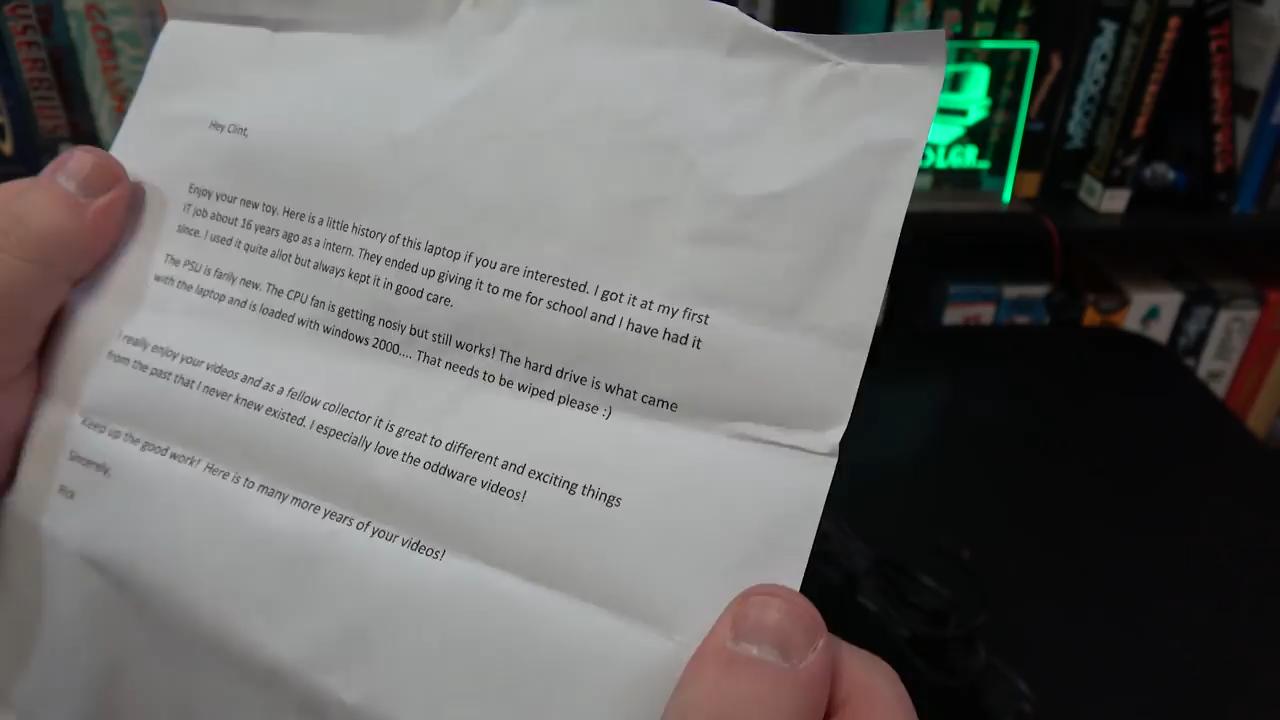 Hey Clint,
Enjoy your new toy. Here is a little history of this laptop if you are interested. I got it at my first
IT job about 16 years ago as a intern. They ended up giving it to me for school and I have had it
since. I used it quite allot but always kept it in good care.
The PSU is farily new. The CPU fan is getting nosiy but still works! The hard drive is what came
with the laptop and is loaded with windows 2000.... That needs to be wiped please :)
I really enjoy your videos and as a fellow collector it is great to different and exciting things
from the past that I never knew existed. I especially love the oddware videos!
Keep up the good work! Here is to many more years of your videos!
Sincerely,
Rick
LGR_